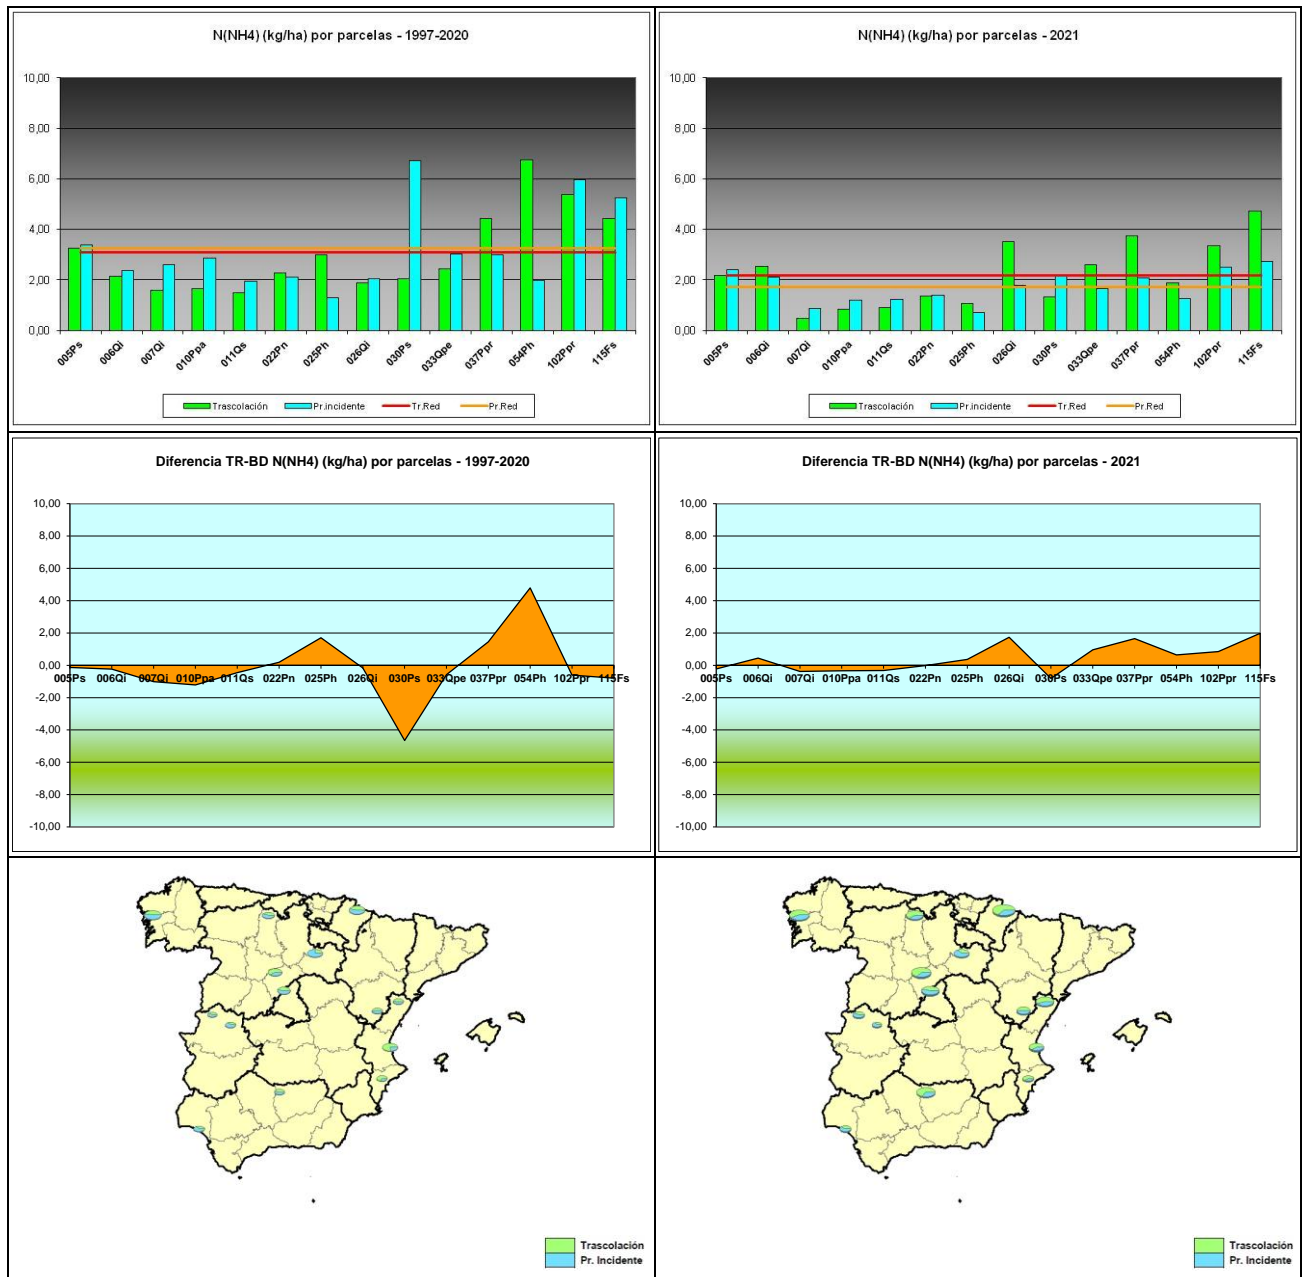 N(NH4) (kg/ha) por parcelas - 1997-2020
10,00
8,00
6,00
4,00
2,00
0,00
005Ps 006Qi 007Qi 010Ppa 011Qs 022Pn 025Ph 026Qi 030Ps 033Qpe 037Ppr 054Ph 102Ppr 115Fs
Trascolación Pr.incidente Tr.Red Pr.Red
N(NH4) (kg/ha) por parcelas - 2021
10,00
8,00
6,00
4,00
2,00
0,00
005Ps 006Qi 007Qi 010Ppa 011Qs 022Pn 025Ph 026Qi 030Ps 033Qpe 037Ppr 054Ph 102Ppr 115Fs
Trascolación Pr.incidente Tr.Red Pr.Red
Diferencia TR-BD N(NH4) (kg/ha) por parcelas - 1997-2020
10,00
8,00
6,00
4,00
2,00
0,00
005Ps 006Qi 007Qi 010Ppa 011Qs 022Pn 025Ph 026Qi 030Ps 033Qpe 037Ppr 054Ph 102Ppr 115Fs
-2,00
-4,00
-6,00
-8,00
-10,00
Diferencia TR-BD N(NH4) (kg/ha) por parcelas - 2021
10,00
8,00
6,00
4,00
2,00
0,00
005Ps 006Qi 007Qi 010Ppa 011Qs 022Pn 025Ph 026Qi 030Ps 033Qpe 037Ppr 054Ph 102Ppr 115Fs
-2,00
-4,00
-6,00
-8,00
-10,00
Trascolación
Pr. Incidente
Trascolación
Pr. Incidente